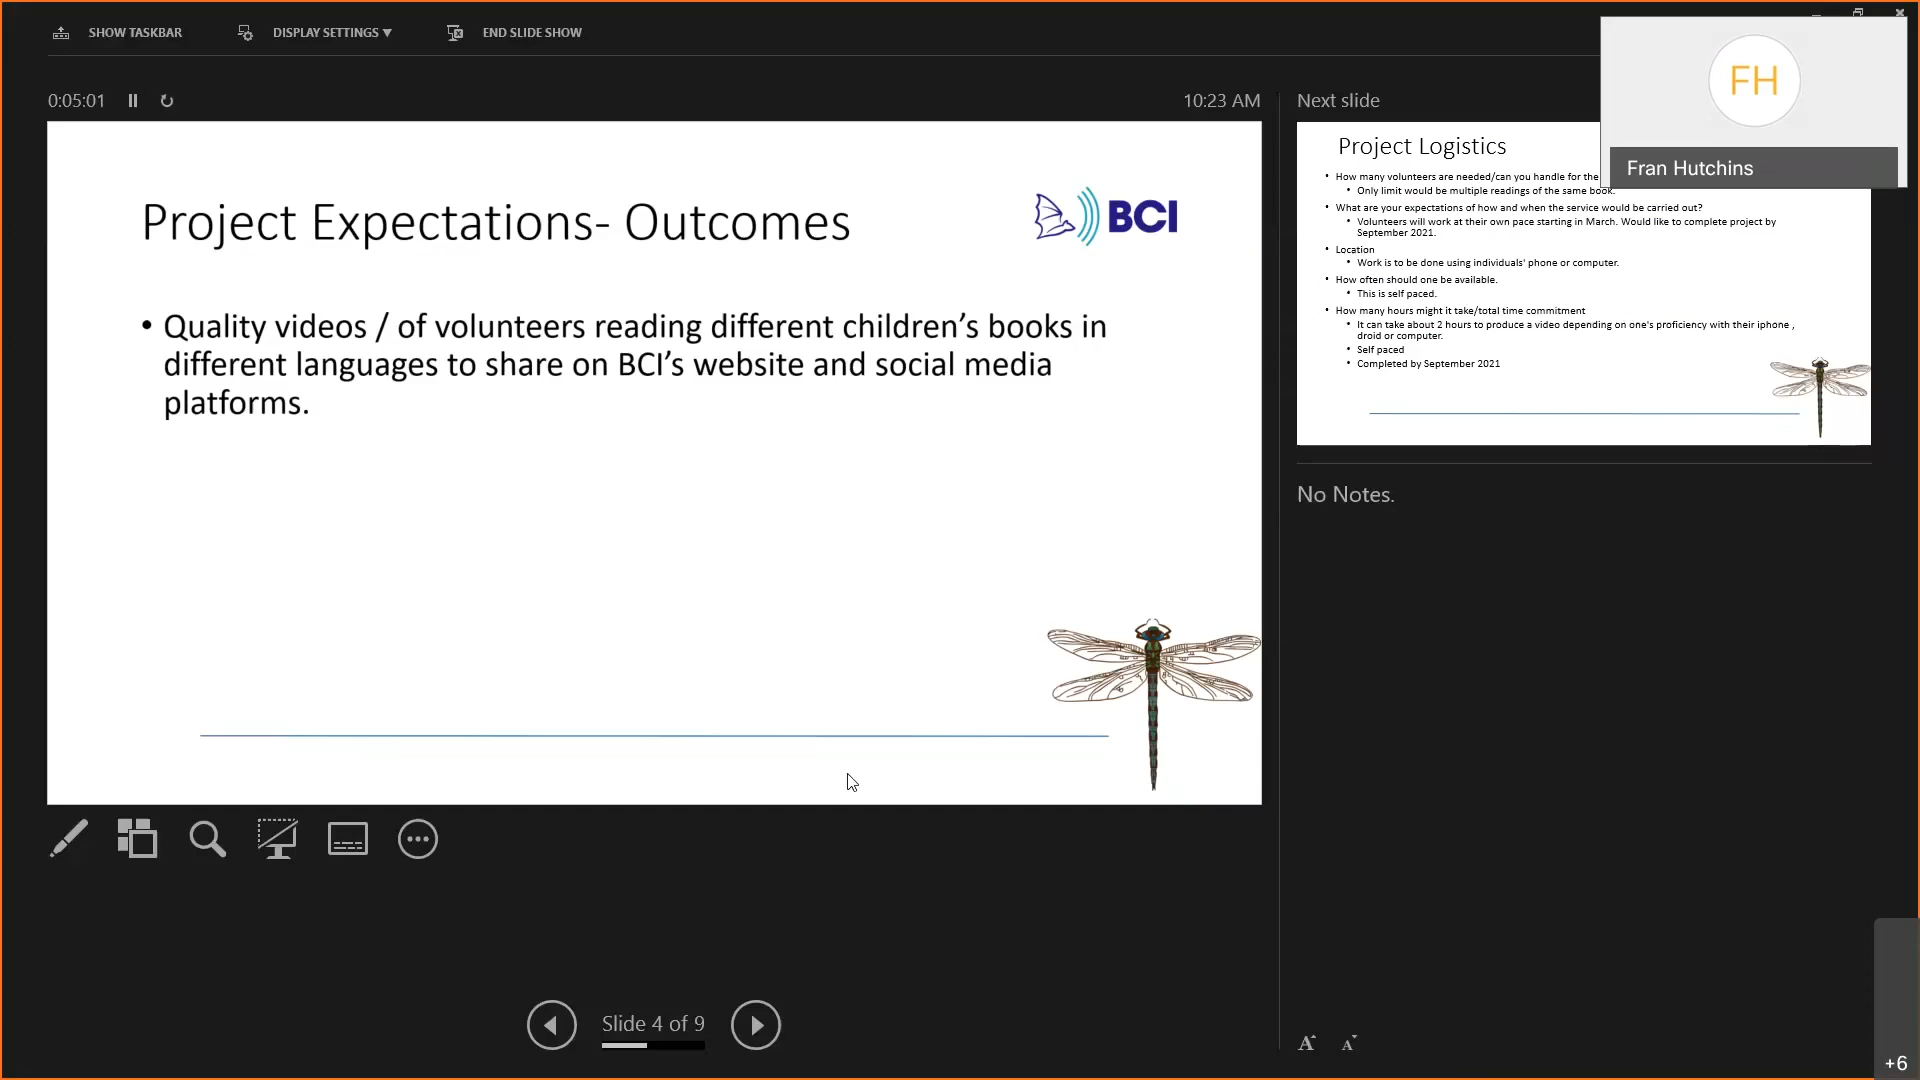 SHOW TASKBAR
DISPLAY SETTINGS ▼
END SLIDE SHOW
0:05:01
10:23 AM
Next slide
FH
Fran Hutchins
Project Expectations- Outcomes
BCI
• Quality videos / of volunteers reading different children’s books in
different languages to share on BCI’s website and social media
platforms.
Project Logistics
• How many volunteers are needed/can you handle for the
• Only limit would be multiple readings of the same book.
• What are your expectations of how and when the service would be carried out?
• Volunteers will work at their own pace starting in March. Would like to complete project by
September 2021.
• Location
• Work is to be done using individuals' phone or computer.
• How often should one be available.
• This is self paced.
• How many hours might it take/total time commitment
• It can take about 2 hours to produce a video depending on one's proficiency with their iphone ,
droid or computer.
• Self paced
• Completed by September 2021
No Notes.
Slide 4 of 9
A A
+6